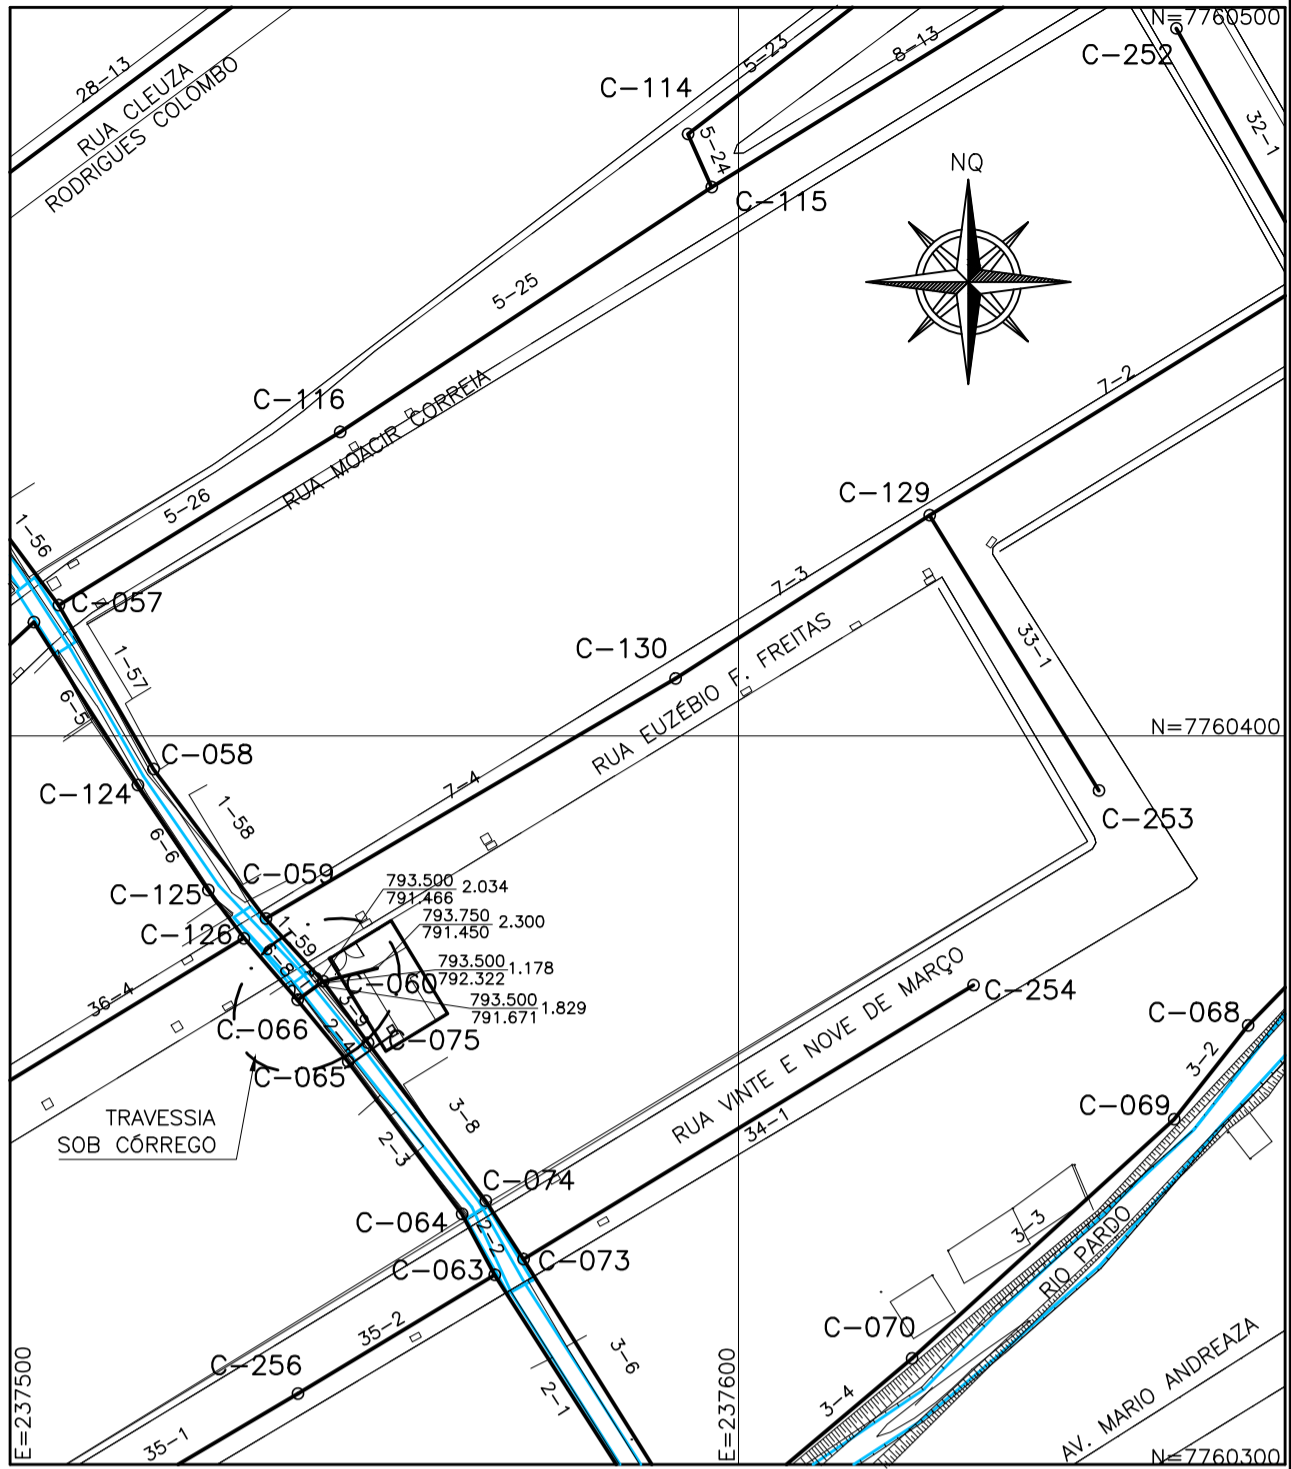 N=7760500
28-13
RUA CLEUZA
RODRIGUES COLOMBO
C-114
5-23
8-13
C-252
32-1
5-24
C-115
NQ
5-25
C-116
RUA MOACIR CORREIA
7-2
5-26
C-129
1-56
C-057
7-3
C-130
RUA EUZÉBIO F. FREITAS
33-1
1-57
6-5
N=7760400
C-058
C-124
7-4
1-58
C-253
6-6
C-059
C-125
793.500
791.466
2.034
793.750
791.450
2.300
C-126
1-59
6-8
793.500
792.322
1.178
C-060
793.500
791.671
1.829
36-4
3-9
C-066
2-4
C-075
C-065
RUA VINTE E NOVE DE MARÇO
C-254
C-068
3-2
C-069
TRAVESSIA
SOB CÓRREGO
3-8
2-3
34-1
C-074
C-064
2-2
C-073
C-063
3-3
RIO PARDO
35-2
C-070
C-256
3-6
2-1
3-4
AV. MARIO ANDREAZA
35-1
E=237500
E=237600
N=7760300